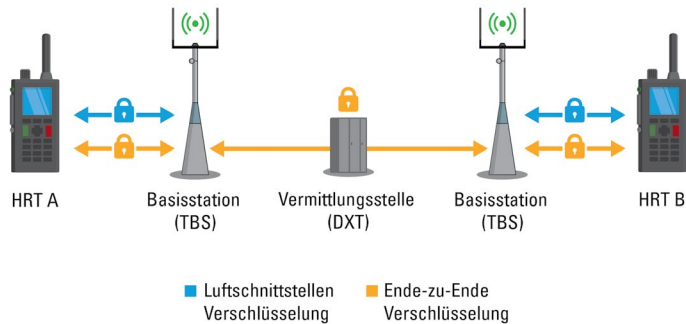 HRT A
Basisstation
(TBS)
Vermittlungsstelle
(DXT)
Basisstation
(TBS)
HRT B
Luftschnittstellen
Verschlüsselung
Ende-zu-Ende
Verschlüsselung